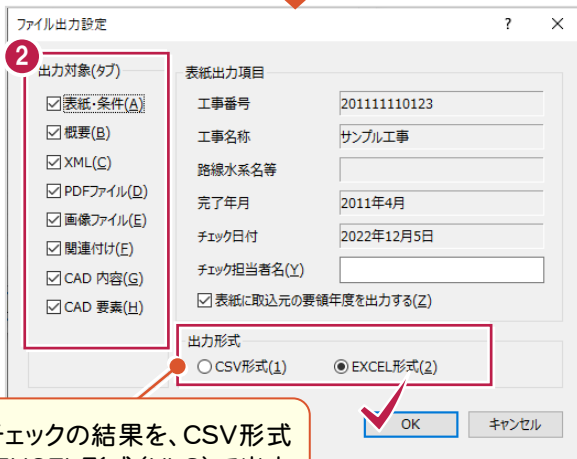 ファイル出力設定 ? ×
2
出力対象(タブ)
表紙・条件(A)
概要(B)
XML(C)
PDFファイル(D)
画像ファイル(E)
関連付け(F)
CAD 内容(G)
CAD 要素(H)
表紙出力項目
工事番号 201111110123
工事名称 サンプル工事
路線水系名等
完了年月 2011年4月
チェック日付 2022年12月5日
チェック担当者名(Y)
表紙に取込元の要領年度を出力する(Z)
出力形式
CSV形式(1) EXCEL形式(2)
OK キャンセル
チェックの結果を、CSV形式